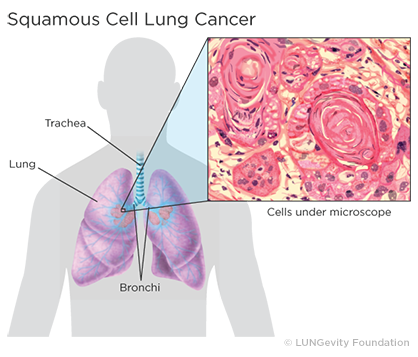 Squamous Cell Lung Cancer
Trachea
Lung
Cells under microscope
Bronchi
© LUNGevity Foundation